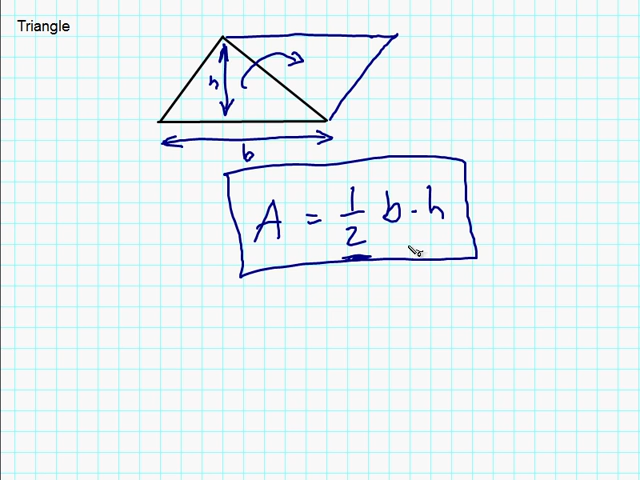 Triangle
h
b
A = 1/2 b · h